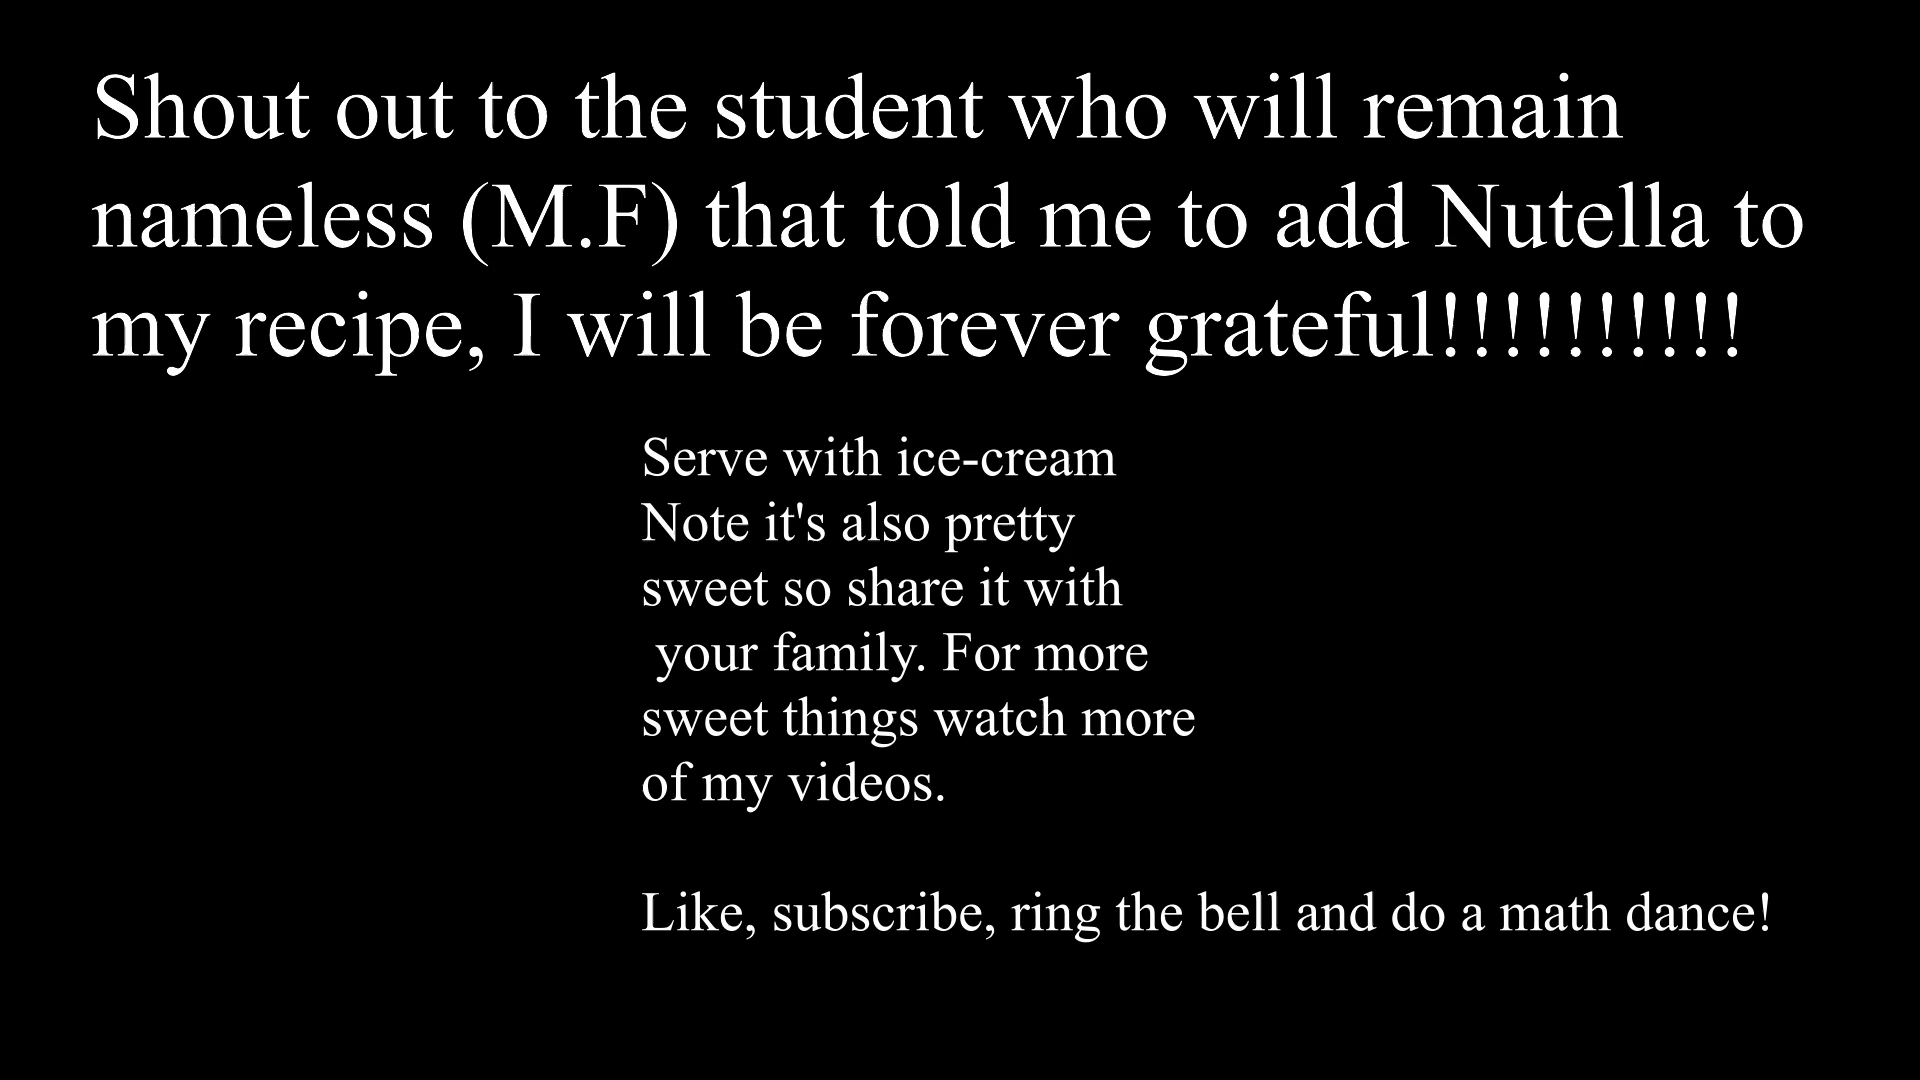 Shout out to the student who will remain
nameless (M.F) that told me to add Nutella to
my recipe, I will be forever grateful!!!!!!!!!!
Serve with ice-cream
Note it's also pretty
sweet so share it with
your family. For more
sweet things watch more
of my videos.
Like, subscribe, ring the bell and do a math dance!